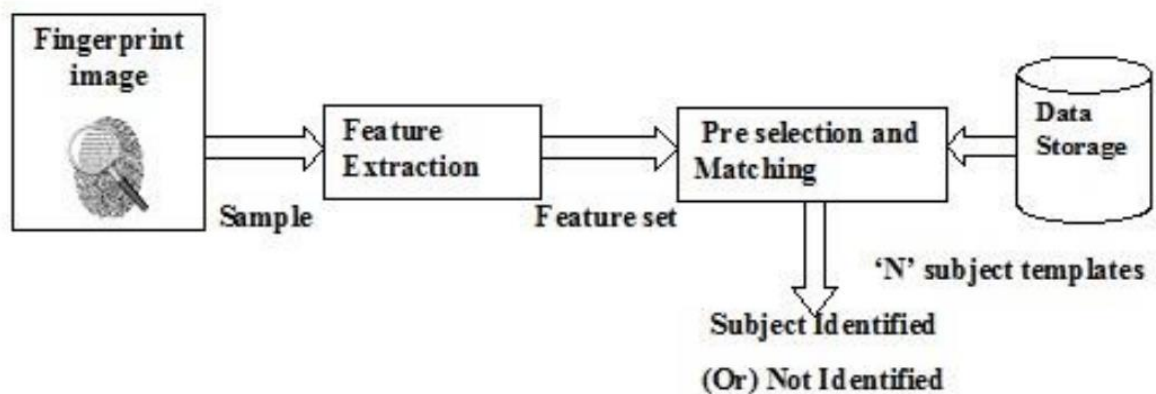 Fingerprint
image
Sample
Feature
Extraction
Feature set
Pre selection and
Matching
Data
Storage
‘N’ subject templates
Subject Identified
(Or) Not Identified